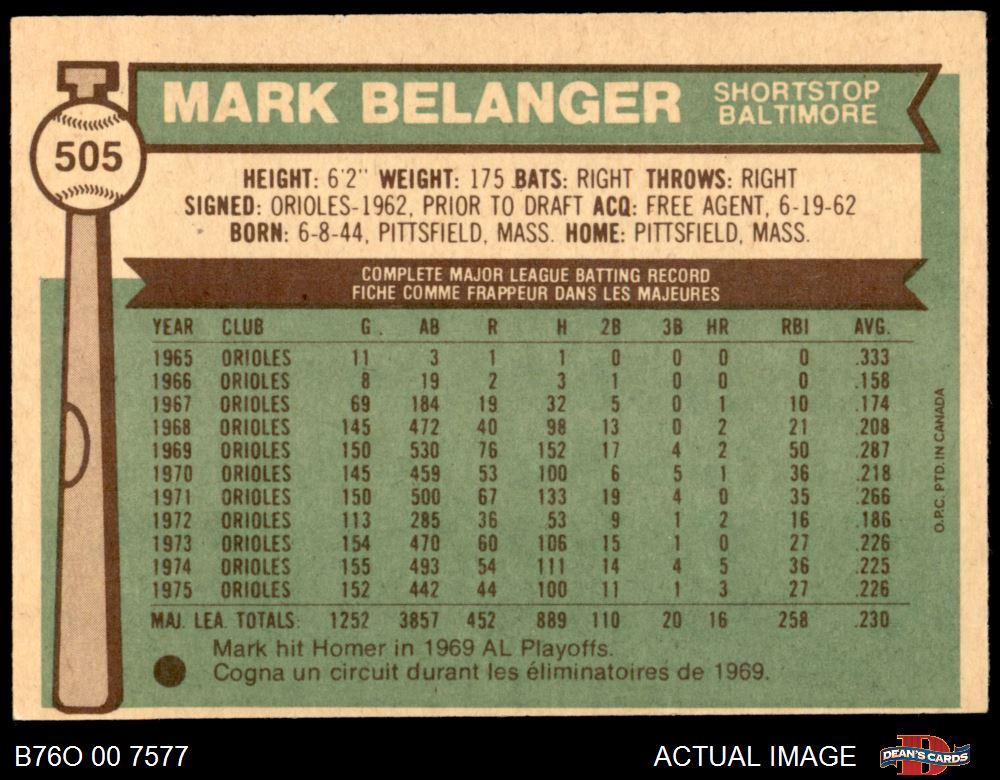 MARK BELANGER SHORTSTOP
BALTIMORE
505
HEIGHT: 6'2" WEIGHT: 175 BATS: RIGHT THROWS: RIGHT
SIGNED: ORIOLES-1962, PRIOR TO DRAFT ACQ: FREE AGENT, 6-19-62
BORN: 6-8-44, PITTSFIELD, MASS. HOME: PITTSFIELD, MASS.
COMPLETE MAJOR LEAGUE BATTING RECORD
FICHE COMME FRAPPEUR DANS LES MAJEURES
YEAR CLUB G. AB R H 2B 3B HR RBI AVG.
1965 ORIOLES 11 3 1 1 0 0 0 0 .333
1966 ORIOLES 8 19 2 3 1 0 0 0 .158
1967 ORIOLES 69 184 19 32 5 0 1 10 .174
1968 ORIOLES 145 472 40 98 13 0 2 21 .208
1969 ORIOLES 150 530 76 152 17 4 2 50 .287
1970 ORIOLES 145 459 53 100 6 5 1 36 .218
1971 ORIOLES 150 500 67 133 19 4 0 35 .266
1972 ORIOLES 113 285 36 53 9 1 2 16 .186
1973 ORIOLES 154 470 60 106 15 1 0 27 .226
1974 ORIOLES 155 493 54 111 14 4 5 36 .225
1975 ORIOLES 152 442 44 100 11 1 3 27 .226
MAJ. LEA. TOTALS: 1252 3857 452 889 110 20 16 258 .230
Mark hit Homer in 1969 AL Playoffs.
Cogna un circuit durant les éliminatoires de 1969.
O.P.C. PTD. IN CANADA
B76O 00 7577 ACTUAL IMAGE DEAN'S CARDS